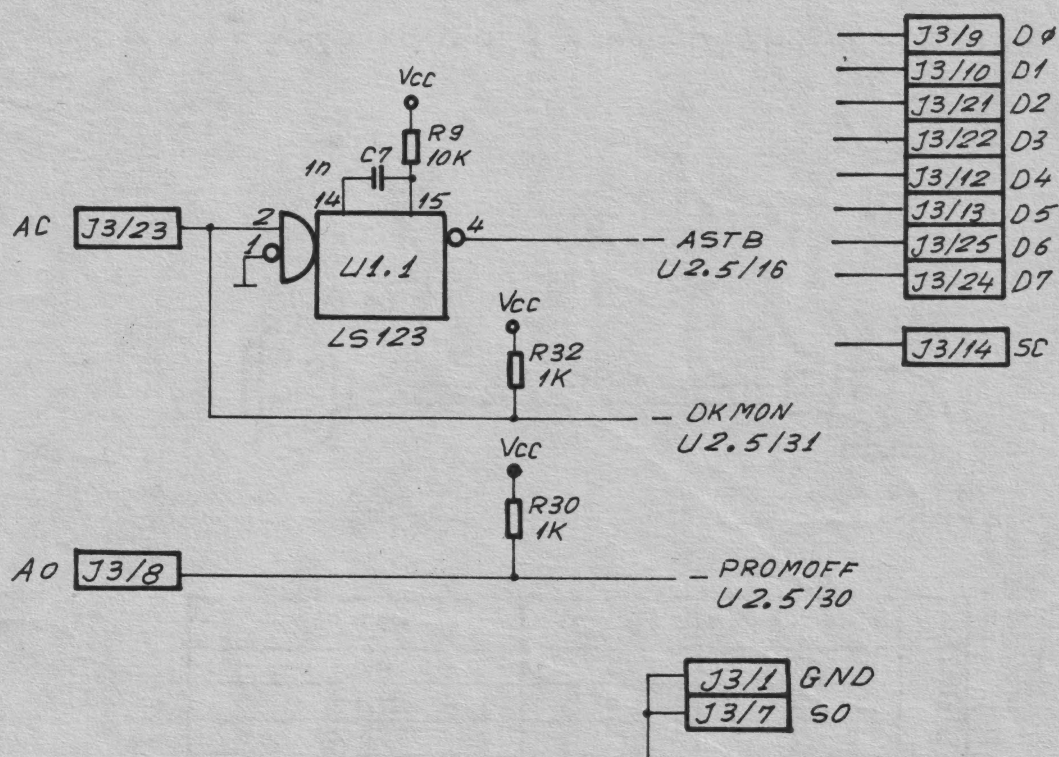 J3/9 DØ
J3/10 D1
J3/21 D2
J3/22 D3
J3/12 D4
J3/13 D5
J3/25 D6
J3/24 D7
J3/14 SC
Vcc
R9
10K
C7
1n
14
15
AC J3/23
2
1
4
U1.1
LS123
ASTB
U2.5/16
Vcc
R32
1K
DKMON
U2.5/31
Vcc
R30
1K
AO J3/8
PROMOFF
U2.5/30
J3/1 GND
J3/7 SO